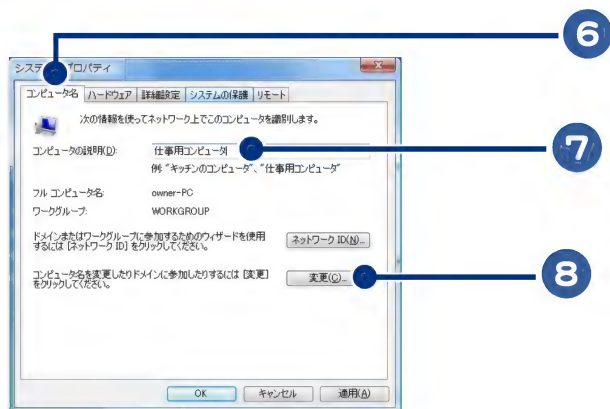 6
システ プロパティ
コンピュータ名 ハードウェア 詳細設定 システムの保護 リモート
次の情報を使ってネットワーク上でこのコンピュータを識別します。
7
コンピュータの説明(D): 仕事用コンピュータ
例: "キッチンのコンピュータ"、"仕事用コンピュータ"
フル コンピュータ名: owner-PC
ワークグループ: WORKGROUP
ドメインまたはワークグループに参加するためのウィザードを使用
するには [ネットワーク ID] をクリックしてください。
ネットワーク ID(N)...
8
コンピュータ名を変更したりドメインに参加したりするには [変更]
をクリックしてください。
変更(C)...
OK キャンセル 適用(A)